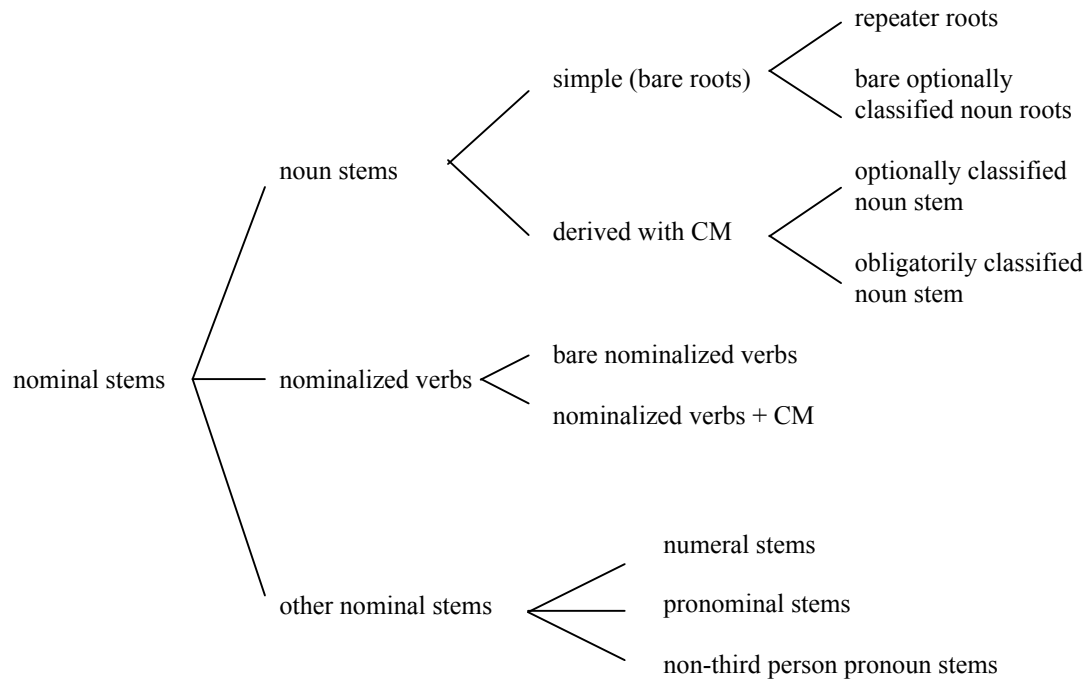 repeater roots
simple (bare roots)
bare optionally
classified noun roots
noun stems
optionally classified
noun stem
derived with CM
obligatorily classified
noun stem
bare nominalized verbs
nominal stems
nominalized verbs
nominalized verbs + CM
numeral stems
other nominal stems
pronominal stems
non-third person pronoun stems